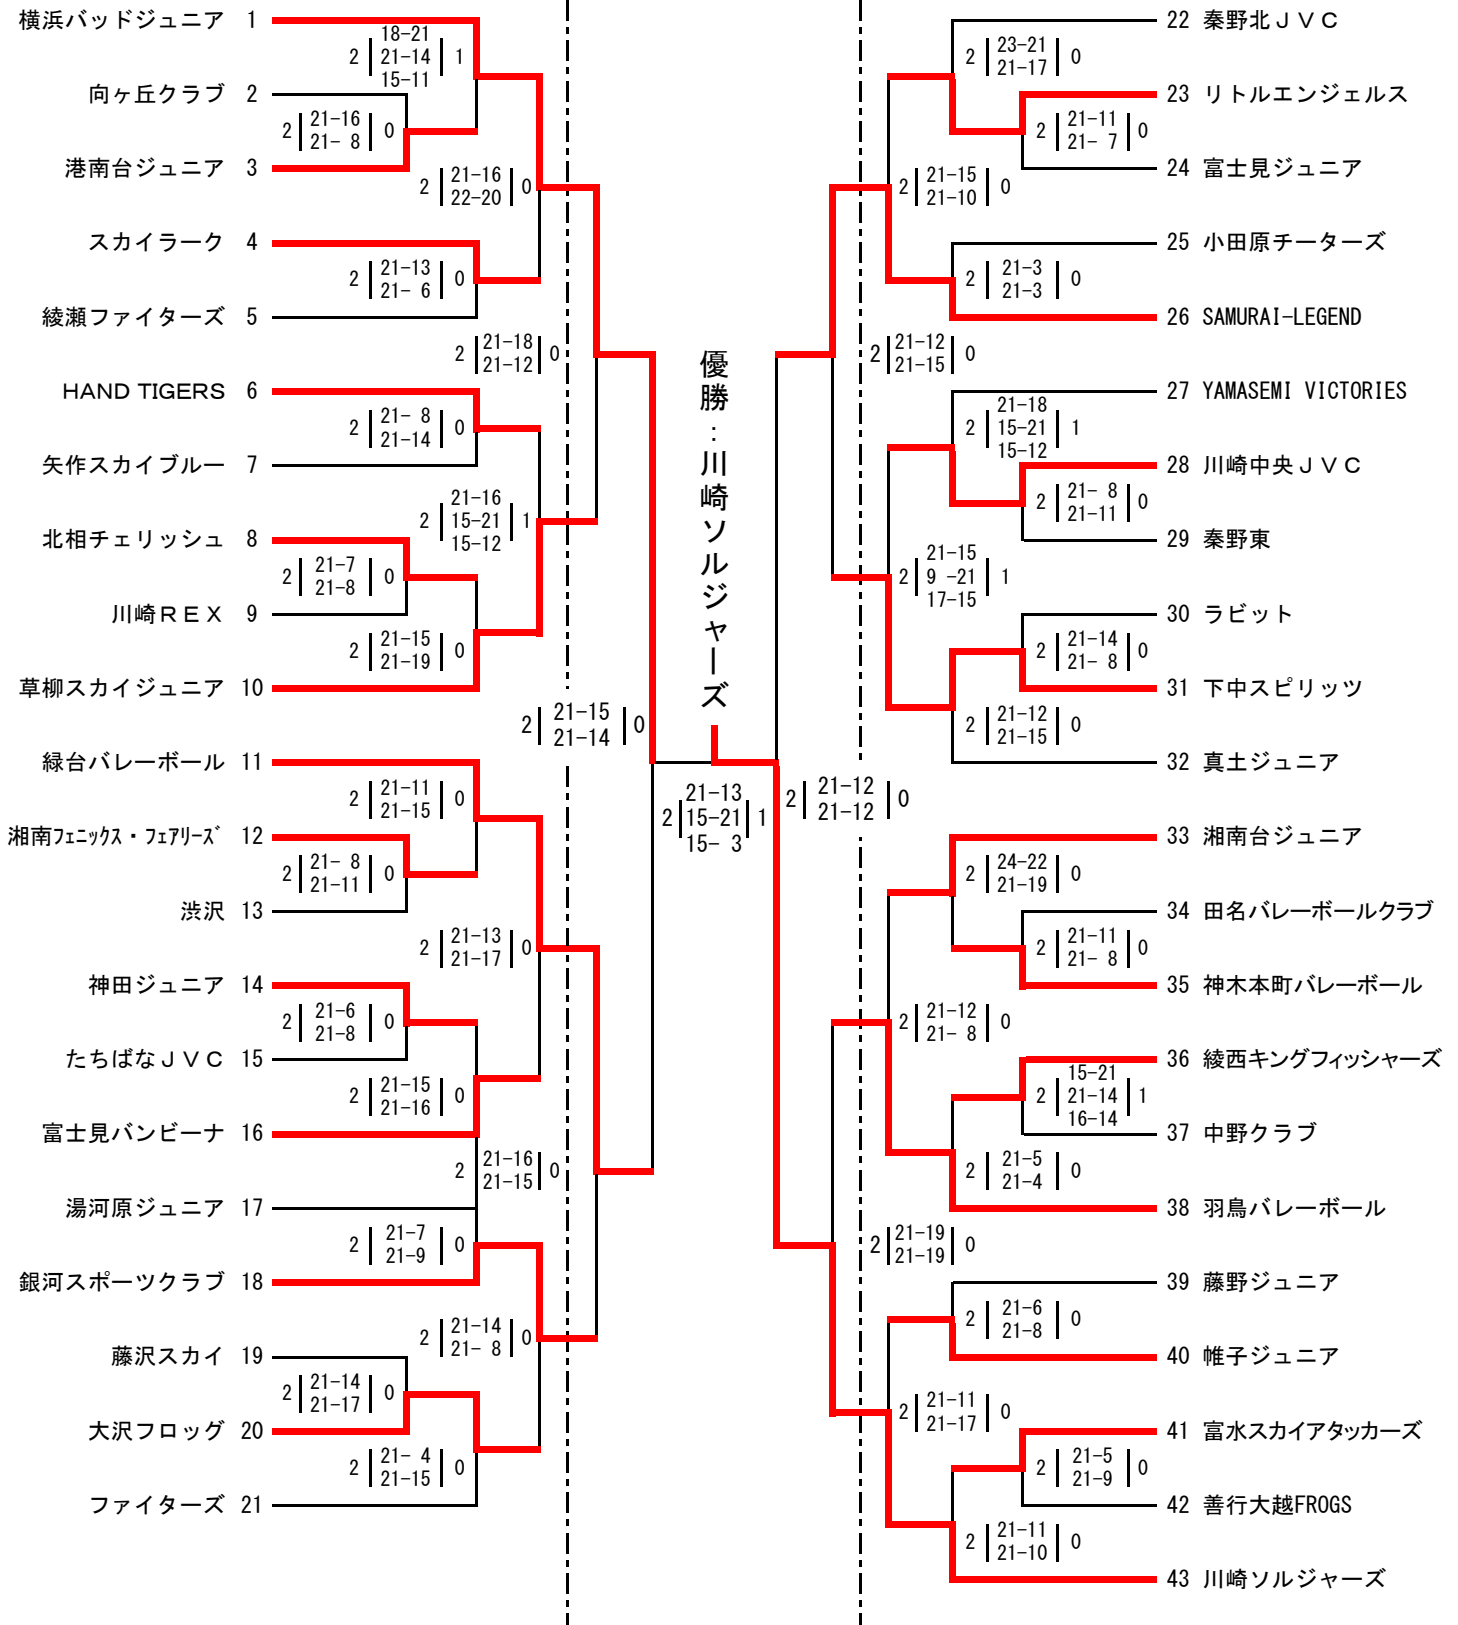 横浜バッドジュニア 1
18-21
2 21-14 1
15-11
向ヶ丘クラブ 2
21-16
2 0
21- 8
港南台ジュニア 3
21-16
2 0
22-20
スカイラーク 4
21-13
2 0
21- 6
綾瀬ファイターズ 5
21-18
2 0
21-12
HAND TIGERS 6
21- 8
2 0
21-14
矢作スカイブルー 7
21-16
2 15-21 1
15-12
北相チェリッシュ 8
21-7
2 0
21-8
川崎ＲＥＸ 9
21-15
2 0
21-19
草柳スカイジュニア 10
21-15
2 0
21-14
緑台バレーボール 11
21-11
2 0
21-15
湘南フェニックス・フェアリーズ 12
21- 8
2 0
21-11
渋沢 13
21-13
2 0
21-17
神田ジュニア 14
21-6
2 0
21-8
たちばなＪＶＣ 15
21-15
2 0
21-16
富士見バンビーナ 16
21-16
2 0
21-15
湯河原ジュニア 17
21-7
2 0
21-9
銀河スポーツクラブ 18
21-14
2 0
21- 8
藤沢スカイ 19
21-14
2 0
21-17
大沢フロッグ 20
21- 4
2 0
21-15
ファイターズ 21
優勝：川崎ソルジャーズ
21-13
2 15-21 1
15- 3
22 秦野北ＪＶＣ
23-21
2 0
21-17
23 リトルエンジェルス
21-11
2 0
21- 7
24 富士見ジュニア
21-15
2 0
21-10
25 小田原チーターズ
21-3
2 0
21-3
26 SAMURAI-LEGEND
21-12
2 0
21-15
27 YAMASEMI VICTORIES
21-18
2 15-21 1
15-12
28 川崎中央ＪＶＣ
21- 8
2 0
21-11
29 秦野東
21-15
2 9 -21 1
17-15
30 ラビット
21-14
2 0
21- 8
31 下中スピリッツ
21-12
2 0
21-15
32 真土ジュニア
21-12
2 0
21-12
33 湘南台ジュニア
24-22
2 0
21-19
34 田名バレーボールクラブ
21-11
2 0
21- 8
35 神木本町バレーボール
21-12
2 0
21- 8
36 綾西キングフィッシャーズ
15-21
2 21-14 1
16-14
37 中野クラブ
21-5
2 0
21-4
38 羽鳥バレーボール
21-19
2 0
21-19
39 藤野ジュニア
21-6
2 0
21-8
40 帷子ジュニア
21-11
2 0
21-17
41 富水スカイアタッカーズ
21-5
2 0
21-9
42 善行大越FROGS
21-11
2 0
21-10
43 川崎ソルジャーズ